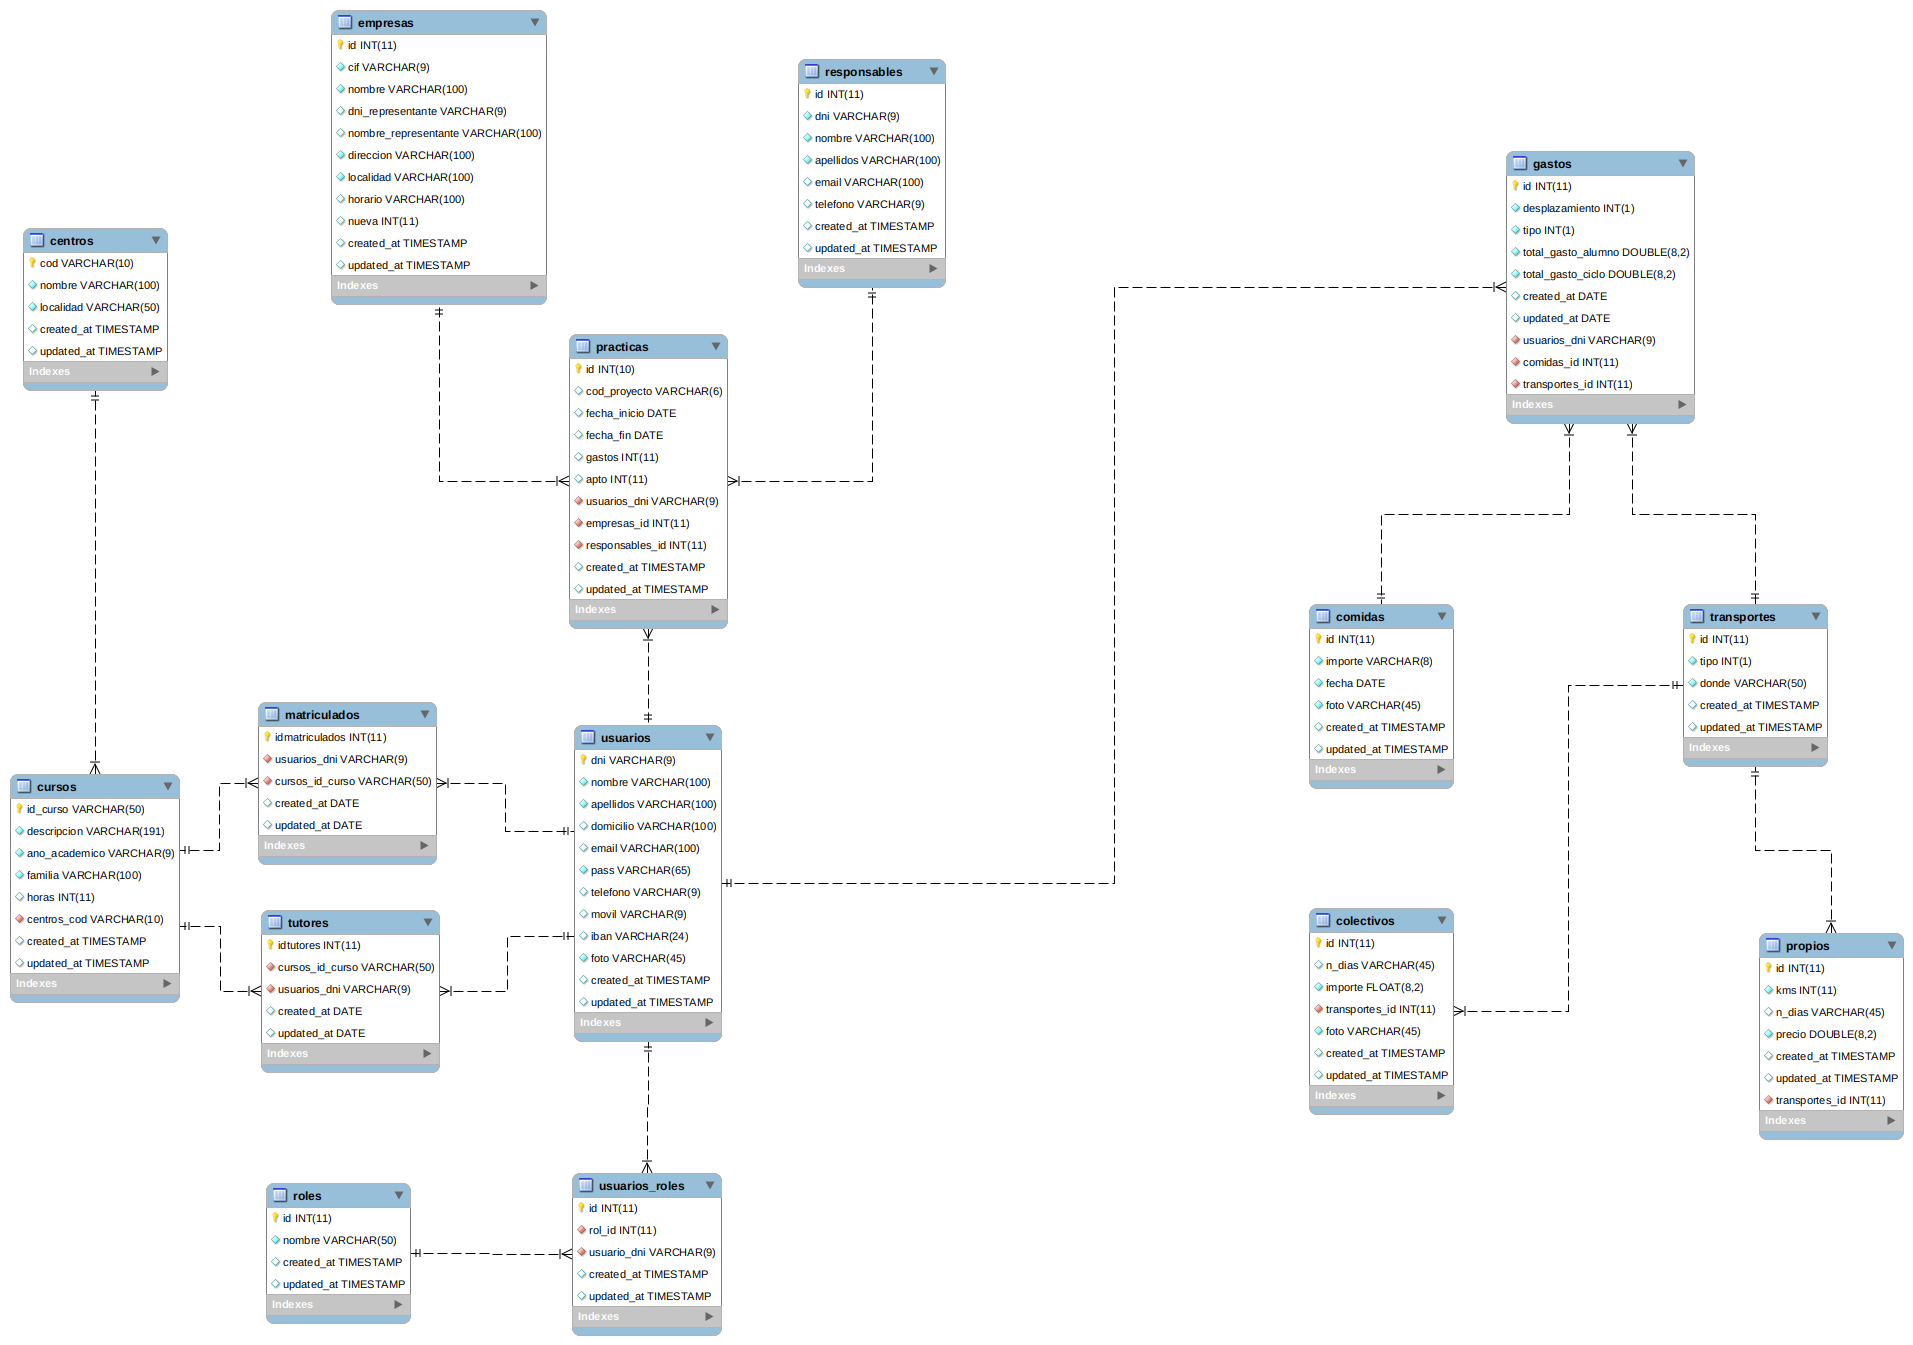 empresas
id INT(11)
cif VARCHAR(9)
nombre VARCHAR(100)
dni_representante VARCHAR(9)
nombre_representante VARCHAR(100)
direccion VARCHAR(100)
localidad VARCHAR(100)
horario VARCHAR(100)
nueva INT(11)
created_at TIMESTAMP
updated_at TIMESTAMP
Indexes
responsables
id INT(11)
dni VARCHAR(9)
nombre VARCHAR(100)
apellidos VARCHAR(100)
email VARCHAR(100)
telefono VARCHAR(9)
created_at TIMESTAMP
updated_at TIMESTAMP
Indexes
gastos
id INT(11)
desplazamiento INT(1)
tipo INT(1)
total_gasto_alumno DOUBLE(8,2)
total_gasto_ciclo DOUBLE(8,2)
created_at DATE
updated_at DATE
usuarios_dni VARCHAR(9)
comidas_id INT(11)
transportes_id INT(11)
Indexes
centros
cod VARCHAR(10)
nombre VARCHAR(100)
localidad VARCHAR(50)
created_at TIMESTAMP
updated_at TIMESTAMP
Indexes
practicas
id INT(10)
cod_proyecto VARCHAR(6)
fecha_inicio DATE
fecha_fin DATE
gastos INT(11)
apto INT(11)
usuarios_dni VARCHAR(9)
empresas_id INT(11)
responsables_id INT(11)
created_at TIMESTAMP
updated_at TIMESTAMP
Indexes
comidas
id INT(11)
importe VARCHAR(8)
fecha DATE
foto VARCHAR(45)
created_at TIMESTAMP
updated_at TIMESTAMP
Indexes
transportes
id INT(11)
tipo INT(1)
donde VARCHAR(50)
created_at TIMESTAMP
updated_at TIMESTAMP
Indexes
matriculados
idmatriculados INT(11)
usuarios_dni VARCHAR(9)
cursos_id_curso VARCHAR(50)
created_at DATE
updated_at DATE
Indexes
usuarios
dni VARCHAR(9)
nombre VARCHAR(100)
apellidos VARCHAR(100)
domicilio VARCHAR(100)
email VARCHAR(100)
pass VARCHAR(65)
telefono VARCHAR(9)
movil VARCHAR(9)
iban VARCHAR(24)
foto VARCHAR(45)
created_at TIMESTAMP
updated_at TIMESTAMP
Indexes
cursos
id_curso VARCHAR(50)
descripcion VARCHAR(191)
ano_academico VARCHAR(9)
familia VARCHAR(100)
horas INT(11)
centros_cod VARCHAR(10)
created_at TIMESTAMP
updated_at TIMESTAMP
Indexes
tutores
idtutores INT(11)
cursos_id_curso VARCHAR(50)
usuarios_dni VARCHAR(9)
created_at DATE
updated_at DATE
Indexes
colectivos
id INT(11)
n_dias VARCHAR(45)
importe FLOAT(8,2)
transportes_id INT(11)
foto VARCHAR(45)
created_at TIMESTAMP
updated_at TIMESTAMP
Indexes
propios
id INT(11)
kms INT(11)
n_dias VARCHAR(45)
precio DOUBLE(8,2)
created_at TIMESTAMP
updated_at TIMESTAMP
transportes_id INT(11)
Indexes
roles
id INT(11)
nombre VARCHAR(50)
created_at TIMESTAMP
updated_at TIMESTAMP
Indexes
usuarios_roles
id INT(11)
rol_id INT(11)
usuario_dni VARCHAR(9)
created_at TIMESTAMP
updated_at TIMESTAMP
Indexes